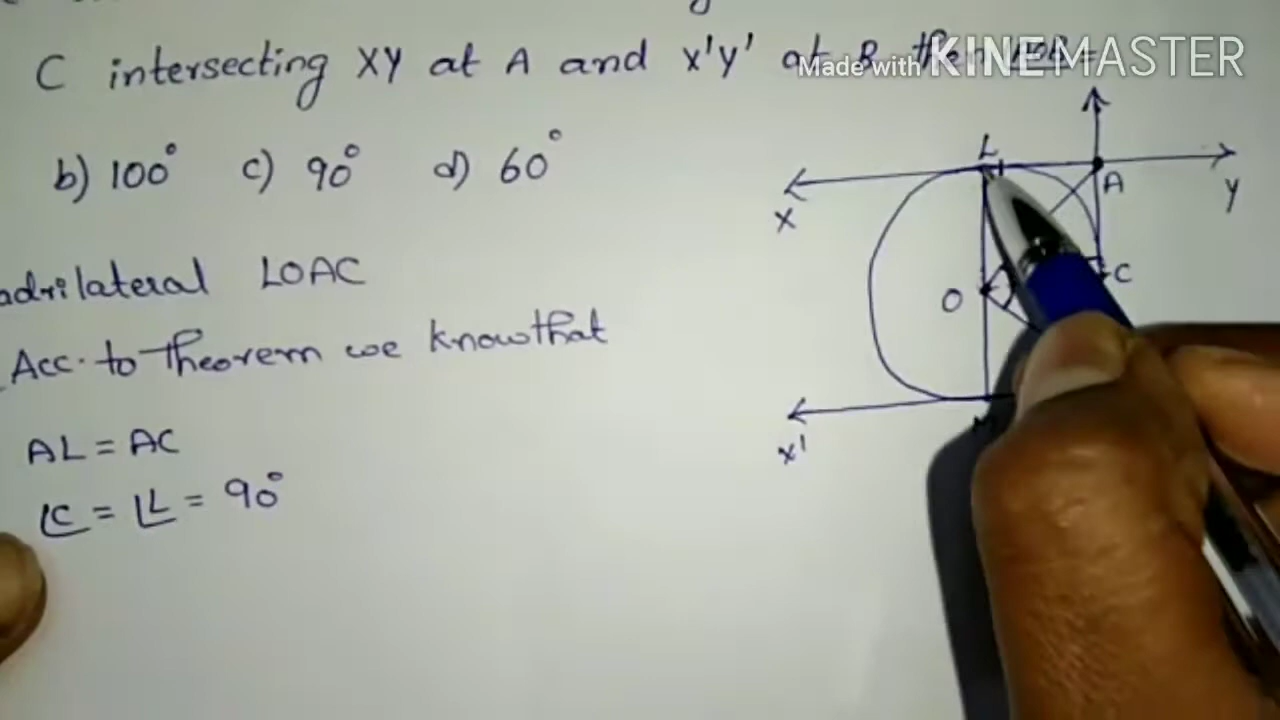 C intersecting XY at A and x'y' at B then
Made with KINEMASTER
b) 100° c) 90° d) 60°
L
A
X
Y
adrilateral LOAC
C
O
Acc. to Theorem we know that
x'
AL = AC
∠C = ∠L = 90°